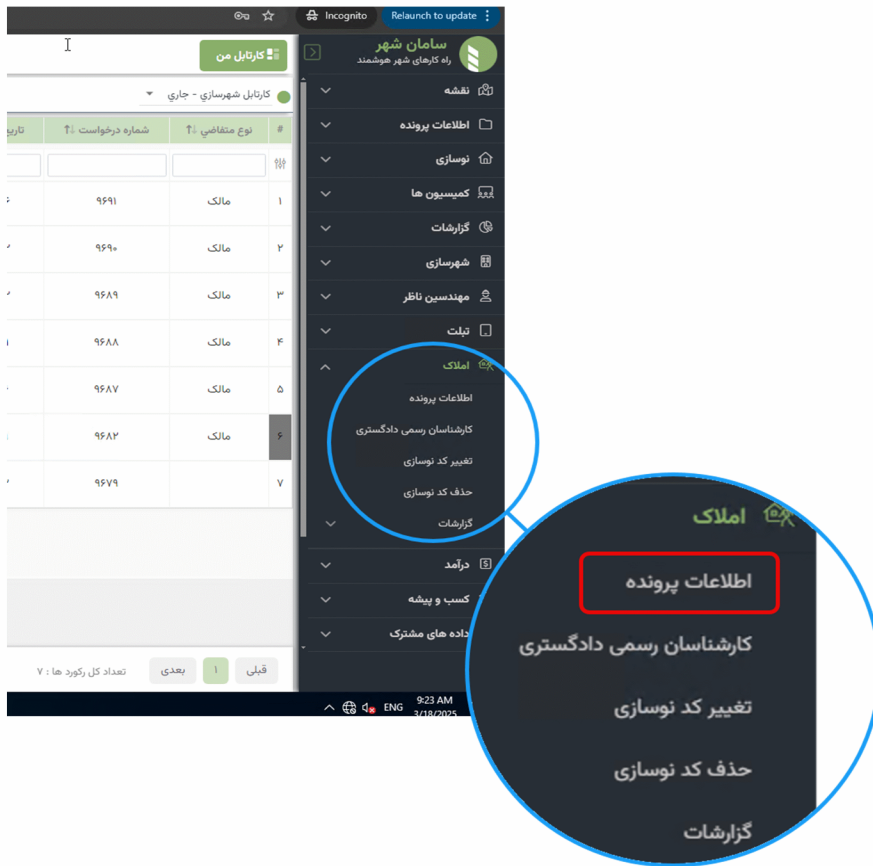 Incognito
Relaunch to update
سامان شهر
راه کارهای شهر هوشمند
کارتابل من
کارتابل شهرسازي - جاري
# نوع متقاضي شماره درخواست
۱ مالک ۹۶۹۱
۲ مالک ۹۶۹۰
۳ مالک ۹۶۸۹
۴ مالک ۹۶۸۸
۵ مالک ۹۶۸۷
۶ مالک ۹۶۸۲
۷ ۹۶۷۹
قبلی ۱ بعدی تعداد کل رکورد ها : ۷
نقشه
اطلاعات پرونده
نوسازی
کمیسیون ها
گزارشات
شهرسازی
مهندسین ناظر
تبلت
املاک
اطلاعات پرونده
کارشناسان رسمی دادگستری
تغییر کد نوسازی
حذف کد نوسازی
گزارشات
درآمد
کسب و پیشه
داده های مشترک
ENG
9:23 AM
3/18/2025
املاک
اطلاعات پرونده
کارشناسان رسمی دادگستری
تغییر کد نوسازی
حذف کد نوسازی
گزارشات